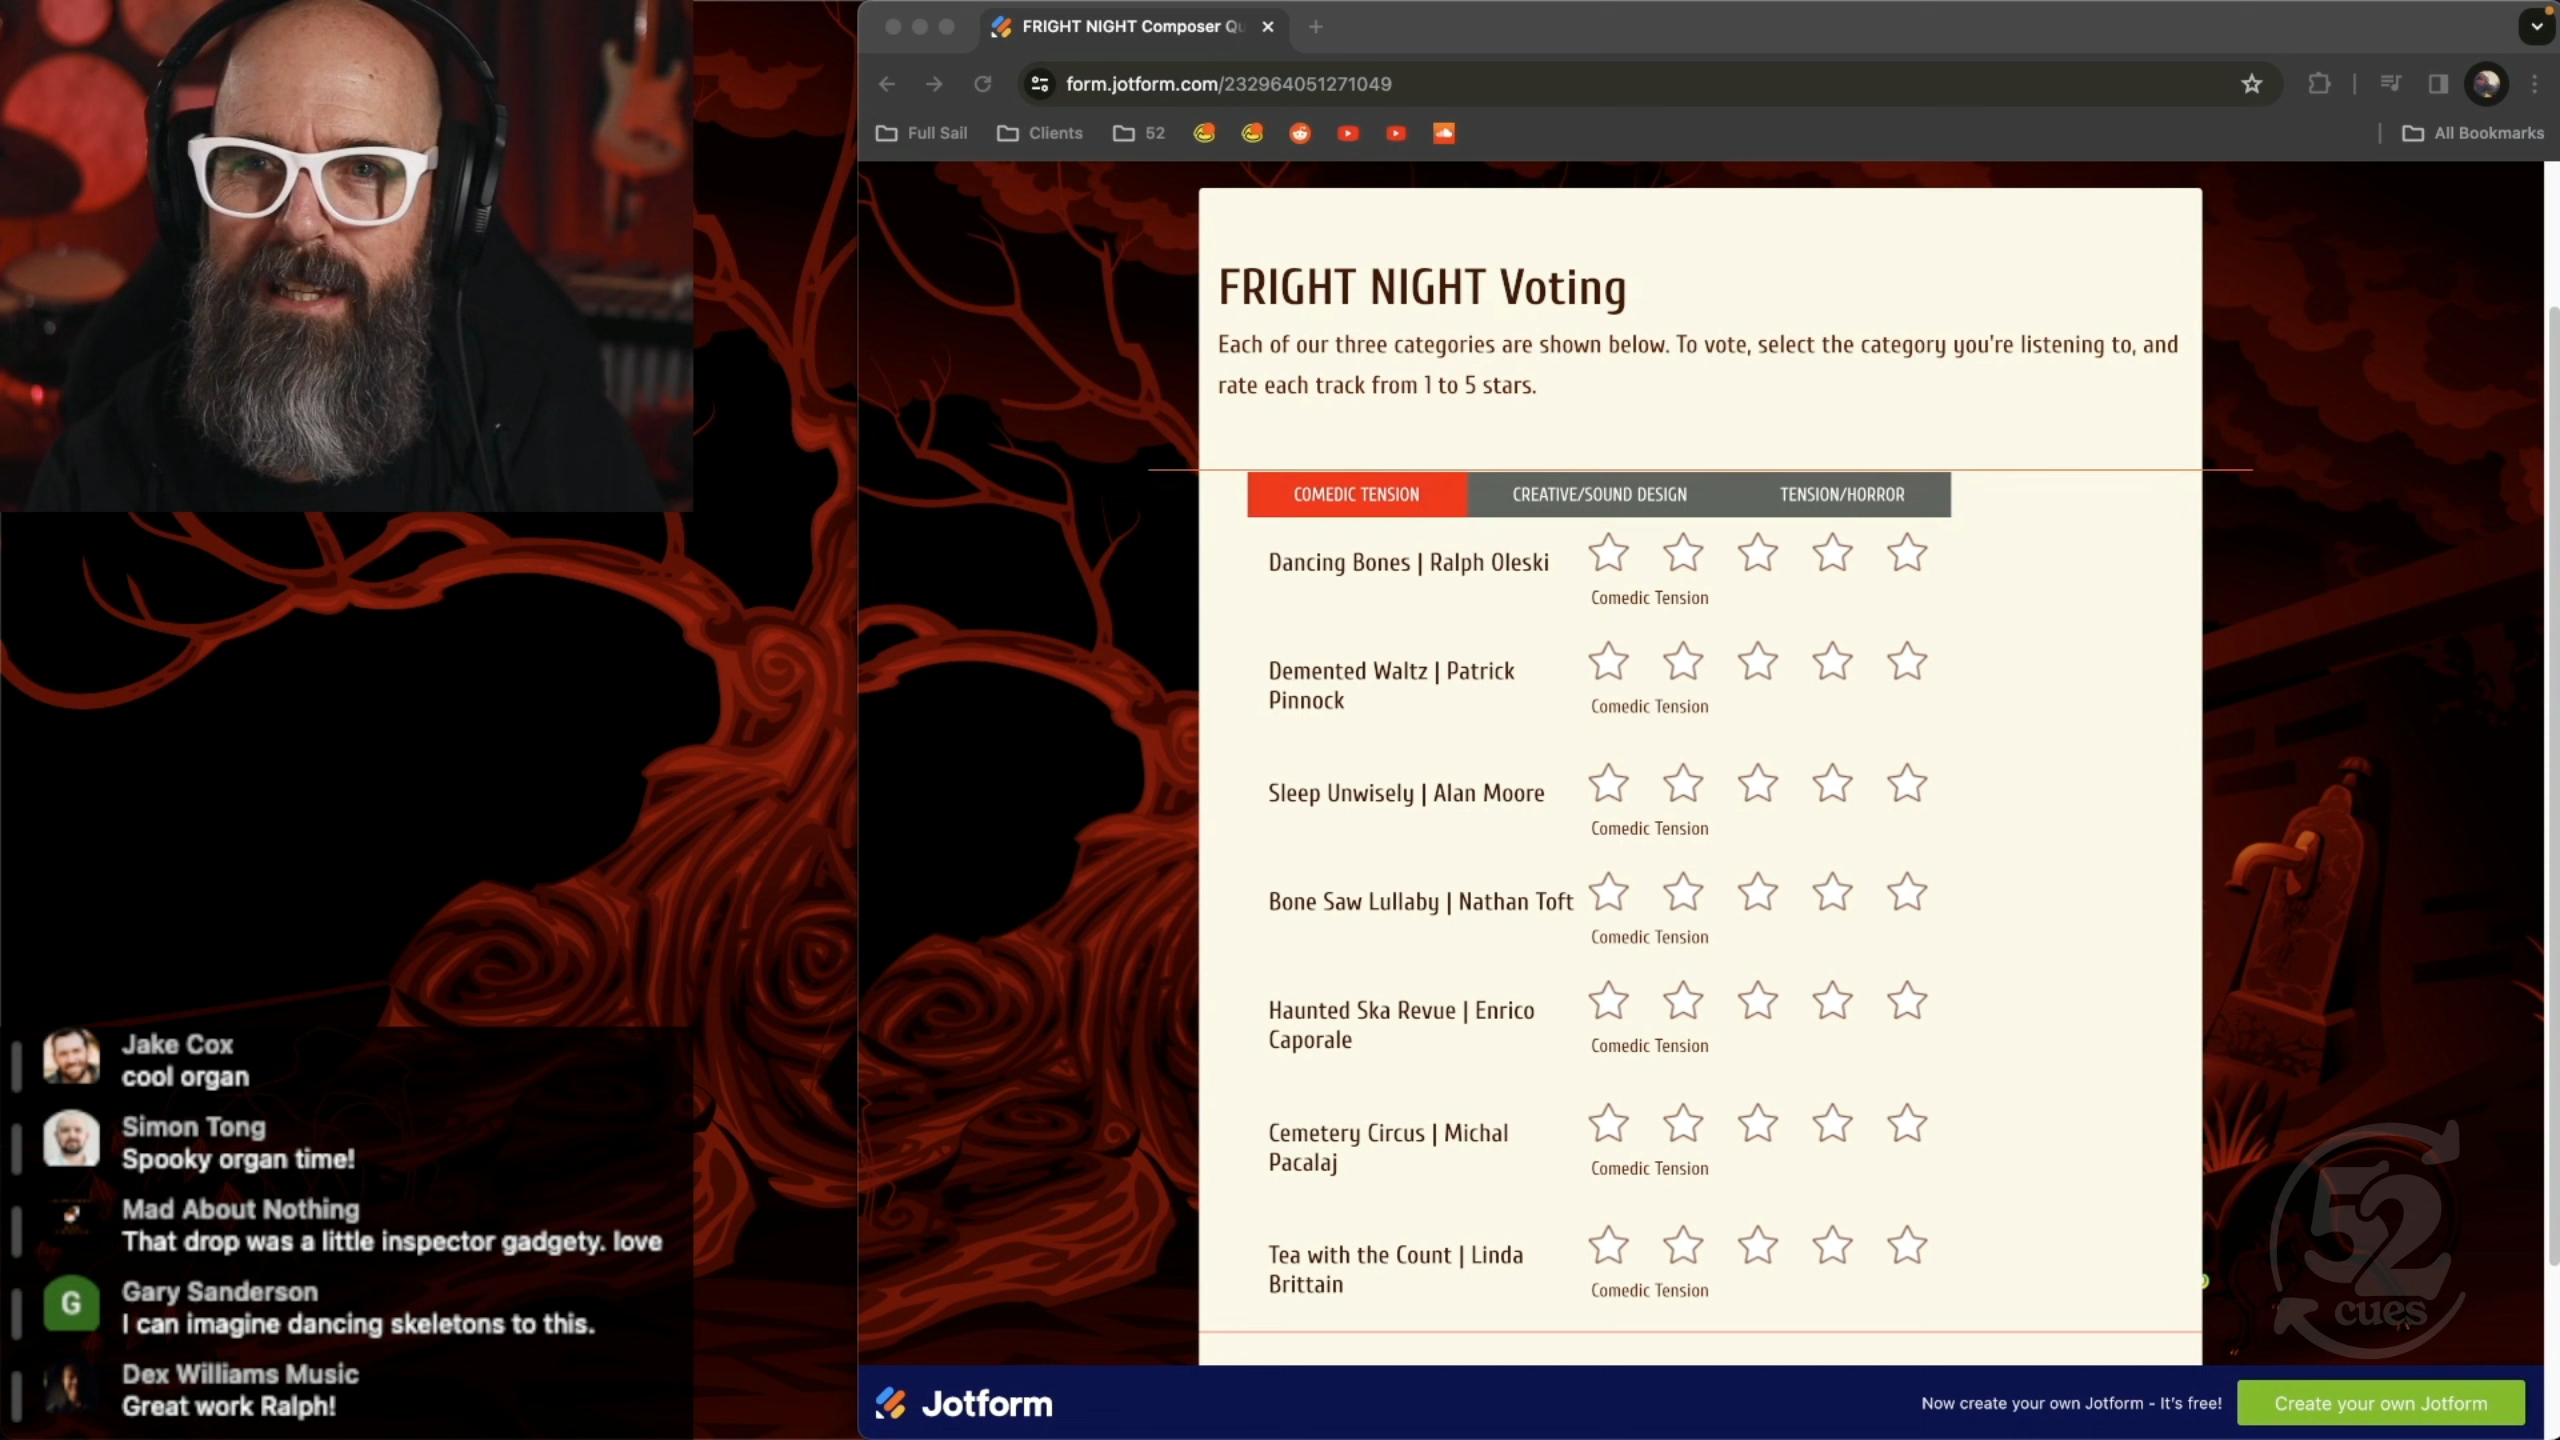 FRIGHT NIGHT Composer Qu
form.jotform.com/232964051271049
Full Sail
Clients
52
All Bookmarks
FRIGHT NIGHT Voting
Each of our three categories are shown below. To vote, select the category you're listening to, and
rate each track from 1 to 5 stars.
COMEDIC TENSION
CREATIVE/SOUND DESIGN
TENSION/HORROR
Dancing Bones | Ralph Oleski
Comedic Tension
Demented Waltz | Patrick
Pinnock
Comedic Tension
Sleep Unwisely | Alan Moore
Comedic Tension
Bone Saw Lullaby | Nathan Toft
Comedic Tension
Haunted Ska Revue | Enrico
Caporale
Comedic Tension
Cemetery Circus | Michal
Pacalaj
Comedic Tension
Tea with the Count | Linda
Brittain
Comedic Tension
Jake Cox
cool organ
Simon Tong
Spooky organ time!
Mad About Nothing
That drop was a little inspector gadgety. love
G
Gary Sanderson
I can imagine dancing skeletons to this.
Dex Williams Music
Great work Ralph!
52
cues
Jotform
Now create your own Jotform - It's free!
Create your own Jotform